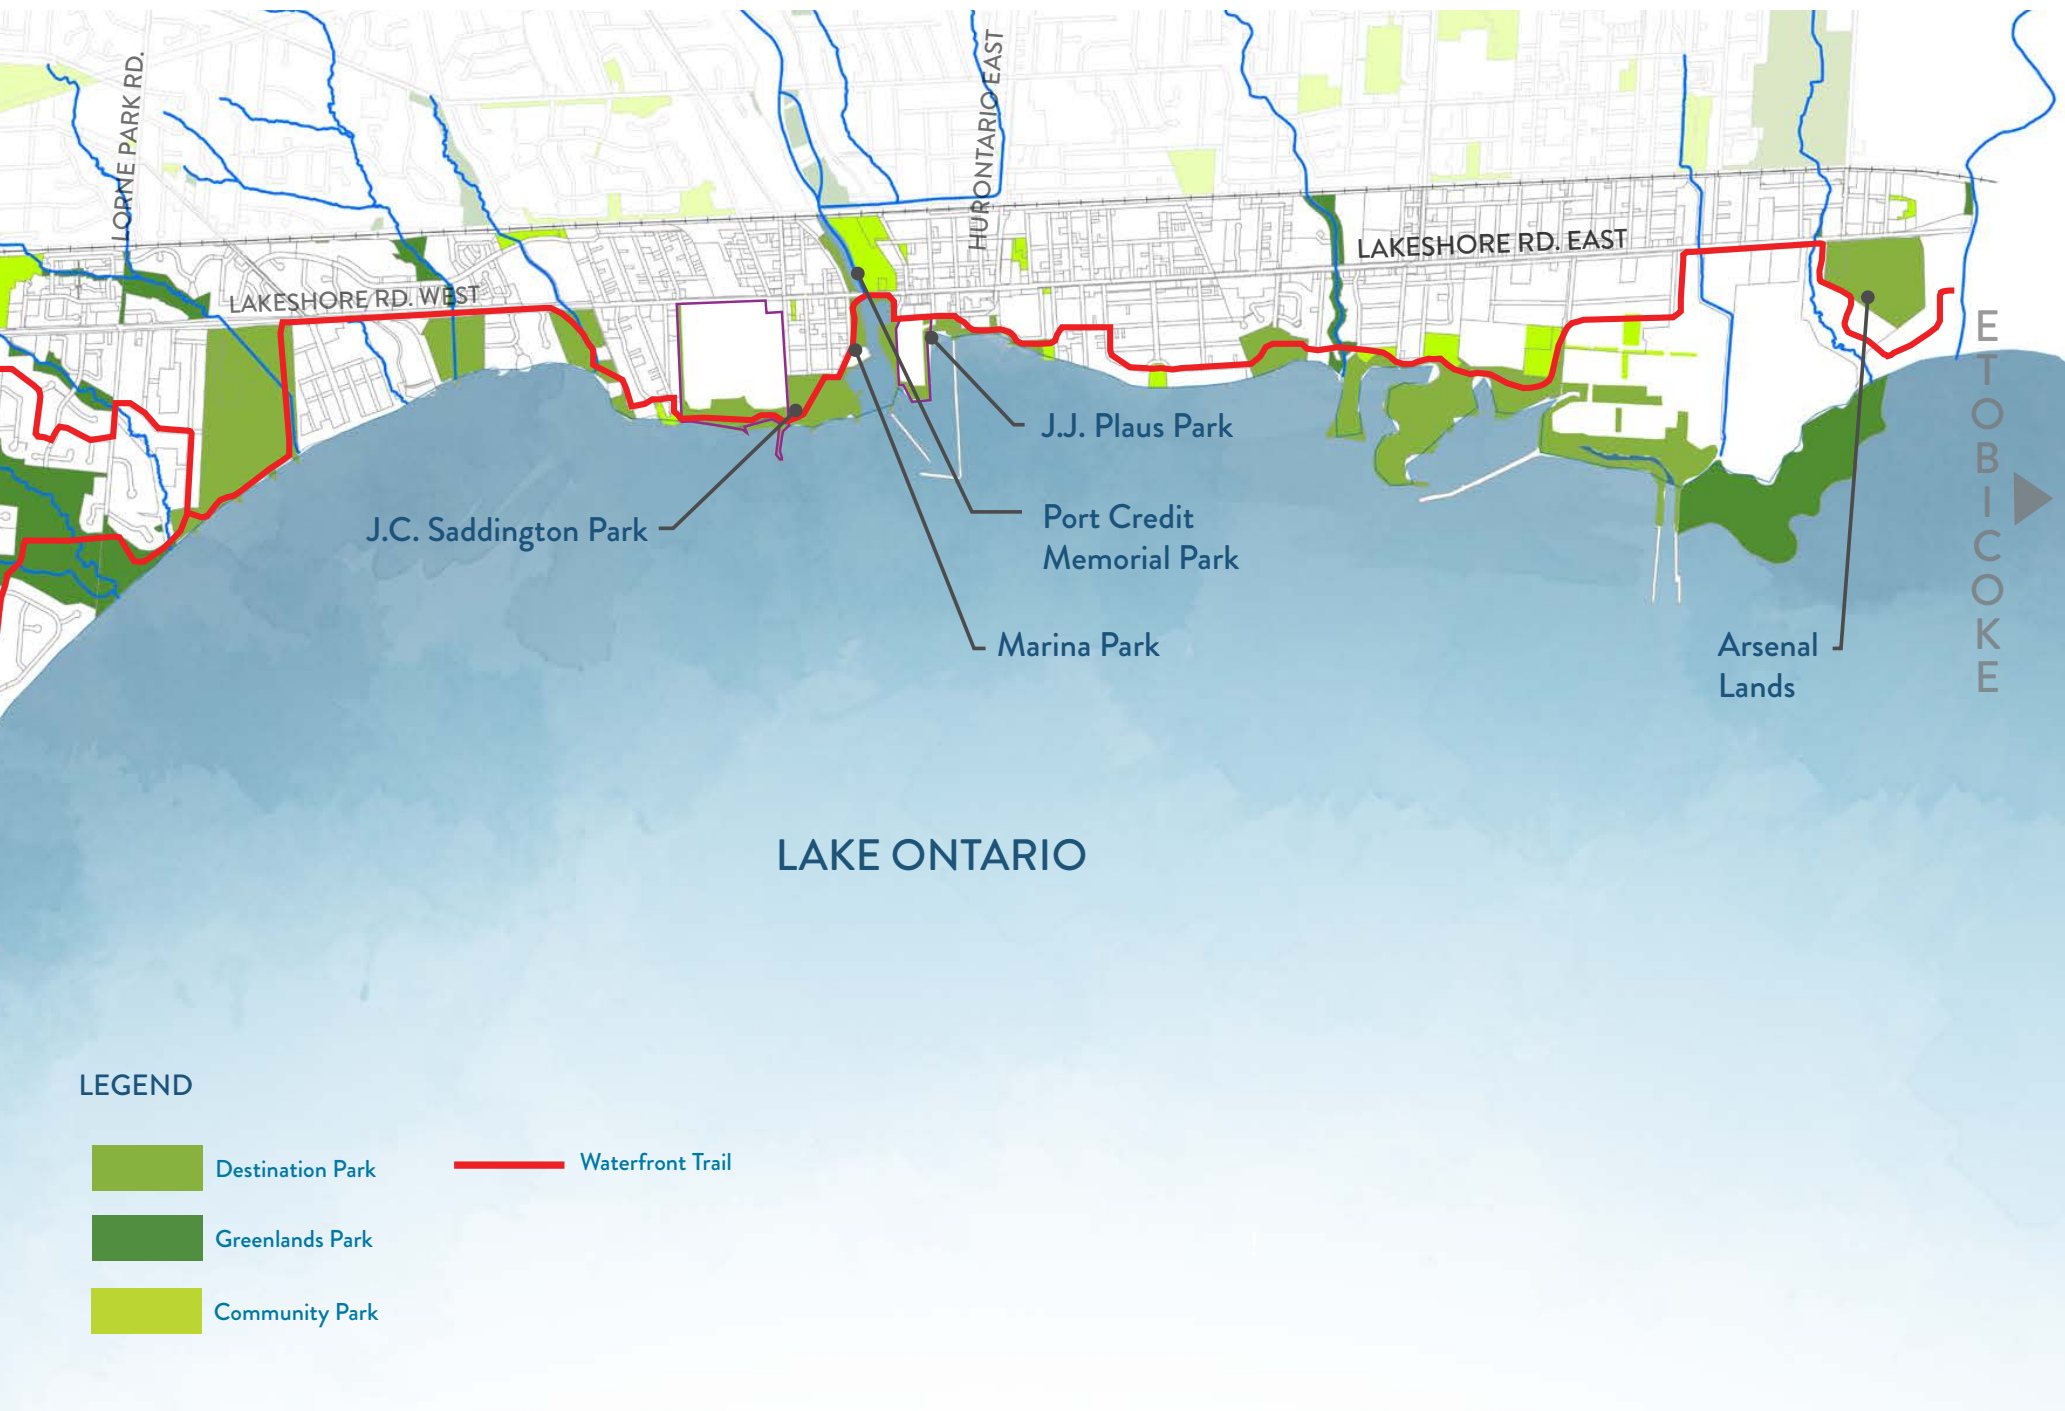 LORNE PARK RD.
HURONTARIO EAST
LAKESHORE RD. EAST
LAKESHORE RD. WEST
ETOBICOKE
J.J. Plaus Park
J.C. Saddington Park
Port Credit
Memorial Park
Marina Park
Arsenal
Lands
LAKE ONTARIO
LEGEND
Destination Park
Waterfront Trail
Greenlands Park
Community Park